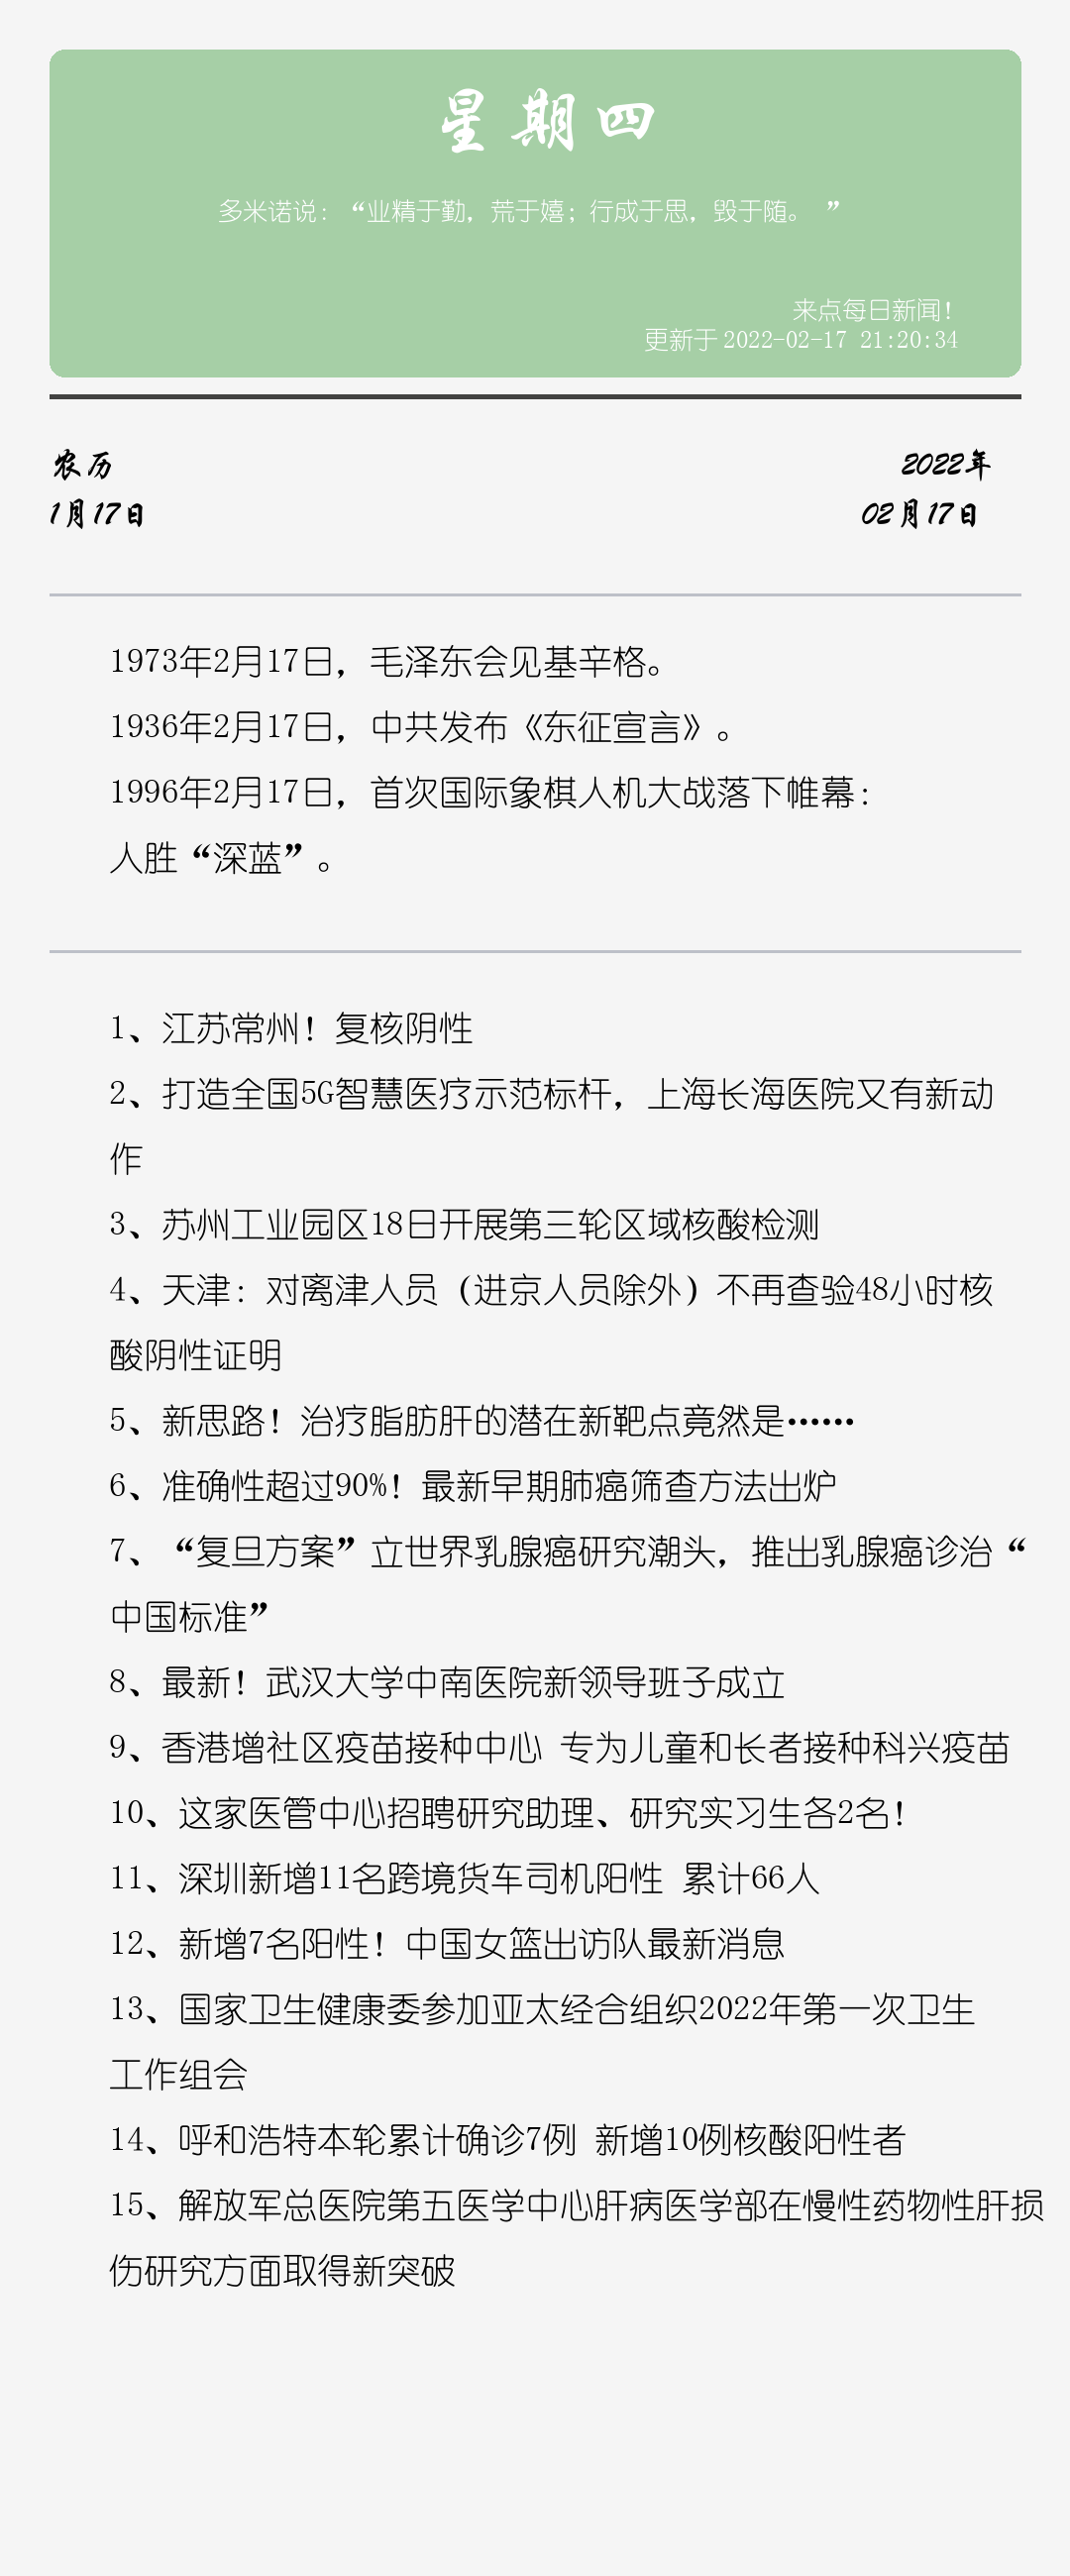 星期四
多米诺说：“业精于勤，荒于嬉；行成于思，毁于随。 ”
来点每日新闻！
更新于2022-02-17 21:20:34
农历
2022年
1月17日
02月17日
1973年2月17日，毛泽东会见基辛格。
1936年2月17日，中共发布《东征宣言》。
1996年2月17日，首次国际象棋人机大战落下帷幕：
人胜“深蓝”。
1、江苏常州！复核阴性
2、打造全国5G智慧医疗示范标杆，上海长海医院又有新动
作
3、苏州工业园区18日开展第三轮区域核酸检测
4、天津：对离津人员（进京人员除外）不再查验48小时核
酸阴性证明
5、新思路！治疗脂肪肝的潜在新靶点竟然是……
6、准确性超过90%！最新早期肺癌筛查方法出炉
7、“复旦方案”立世界乳腺癌研究潮头，推出乳腺癌诊治“
中国标准”
8、最新！武汉大学中南医院新领导班子成立
9、香港增社区疫苗接种中心 专为儿童和长者接种科兴疫苗
10、这家医管中心招聘研究助理、研究实习生各2名！
11、深圳新增11名跨境货车司机阳性 累计66人
12、新增7名阳性！中国女篮出访队最新消息
13、国家卫生健康委参加亚太经合组织2022年第一次卫生
工作组会
14、呼和浩特本轮累计确诊7例 新增10例核酸阳性者
15、解放军总医院第五医学中心肝病医学部在慢性药物性肝损
伤研究方面取得新突破